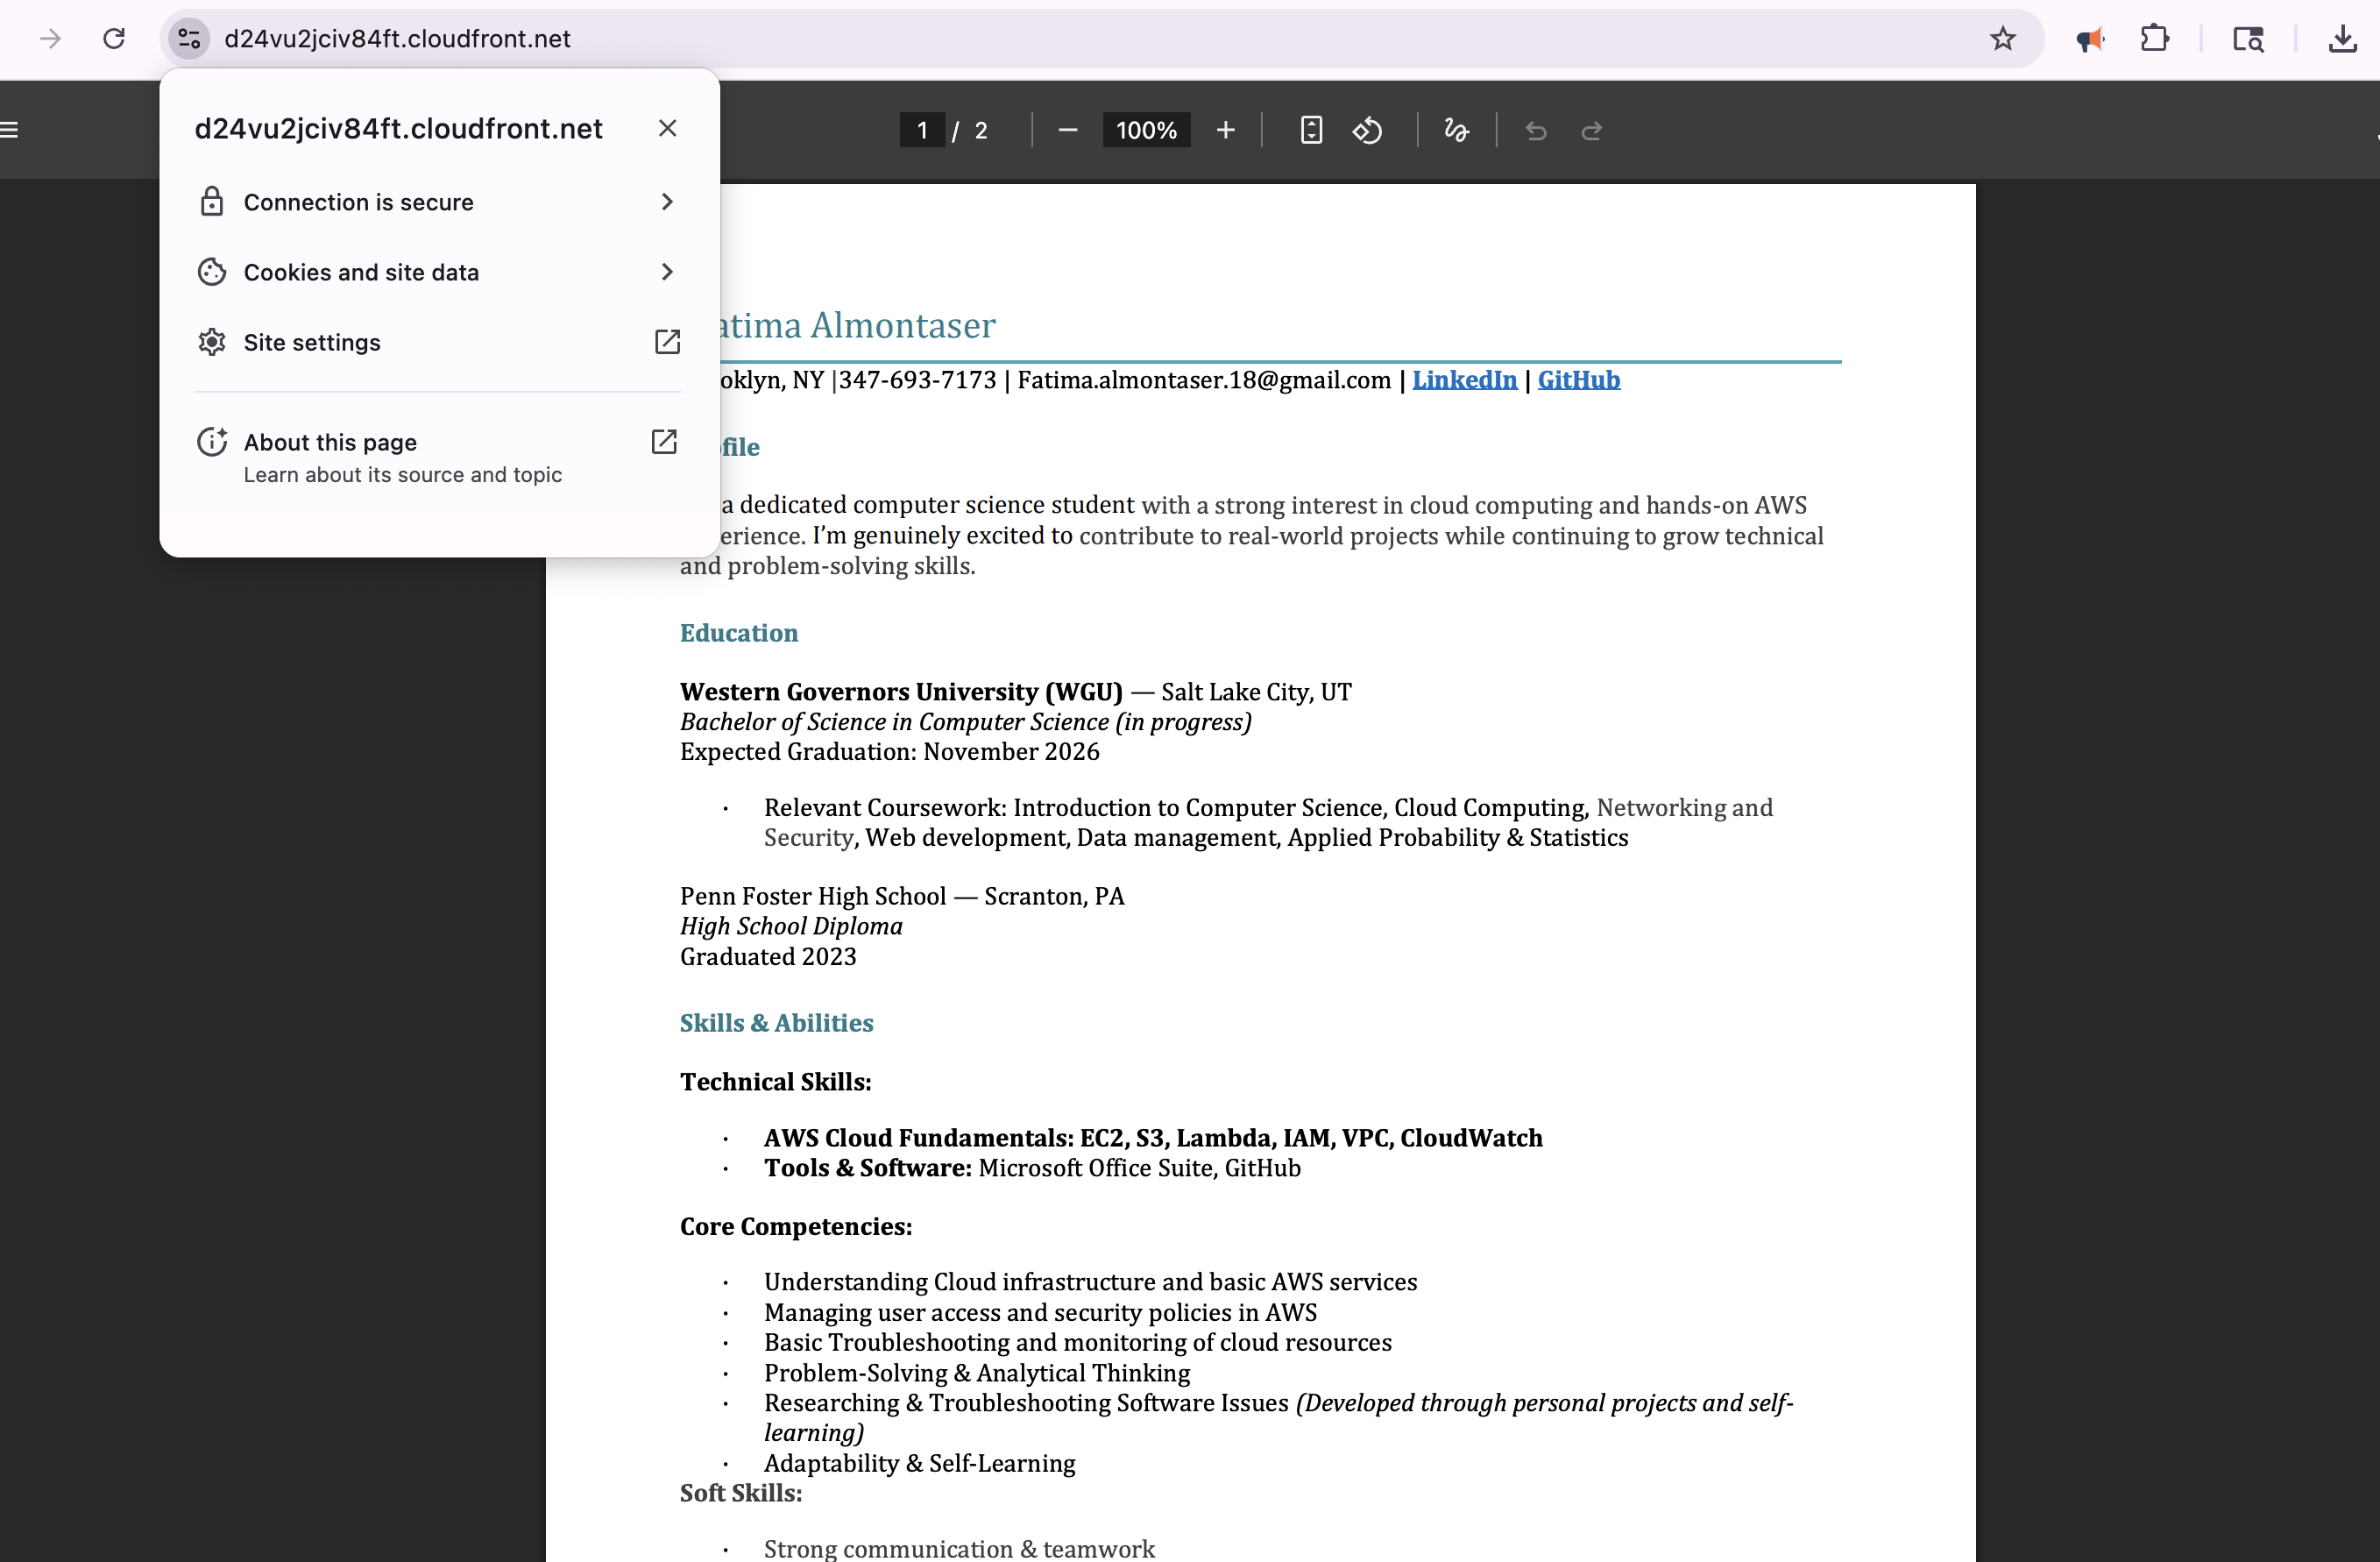 d24vu2jciv84ft.cloudfront.net
d24vu2jciv84ft.cloudfront.net
Connection is secure
Cookies and site data
Site settings
About this page
Learn about its source and topic
1 / 2
100%
atima Almontaser
oklyn, NY |347-693-7173 | Fatima.almontaser.18@gmail.com | LinkedIn | GitHub
file
a dedicated computer science student with a strong interest in cloud computing and hands-on AWS
erience. I’m genuinely excited to contribute to real-world projects while continuing to grow technical
and problem-solving skills.
Education
Western Governors University (WGU) — Salt Lake City, UT
Bachelor of Science in Computer Science (in progress)
Expected Graduation: November 2026
· Relevant Coursework: Introduction to Computer Science, Cloud Computing, Networking and
Security, Web development, Data management, Applied Probability & Statistics
Penn Foster High School — Scranton, PA
High School Diploma
Graduated 2023
Skills & Abilities
Technical Skills:
· AWS Cloud Fundamentals: EC2, S3, Lambda, IAM, VPC, CloudWatch
· Tools & Software: Microsoft Office Suite, GitHub
Core Competencies:
· Understanding Cloud infrastructure and basic AWS services
· Managing user access and security policies in AWS
· Basic Troubleshooting and monitoring of cloud resources
· Problem-Solving & Analytical Thinking
· Researching & Troubleshooting Software Issues (Developed through personal projects and self-
learning)
· Adaptability & Self-Learning
Soft Skills:
· Strong communication & teamwork